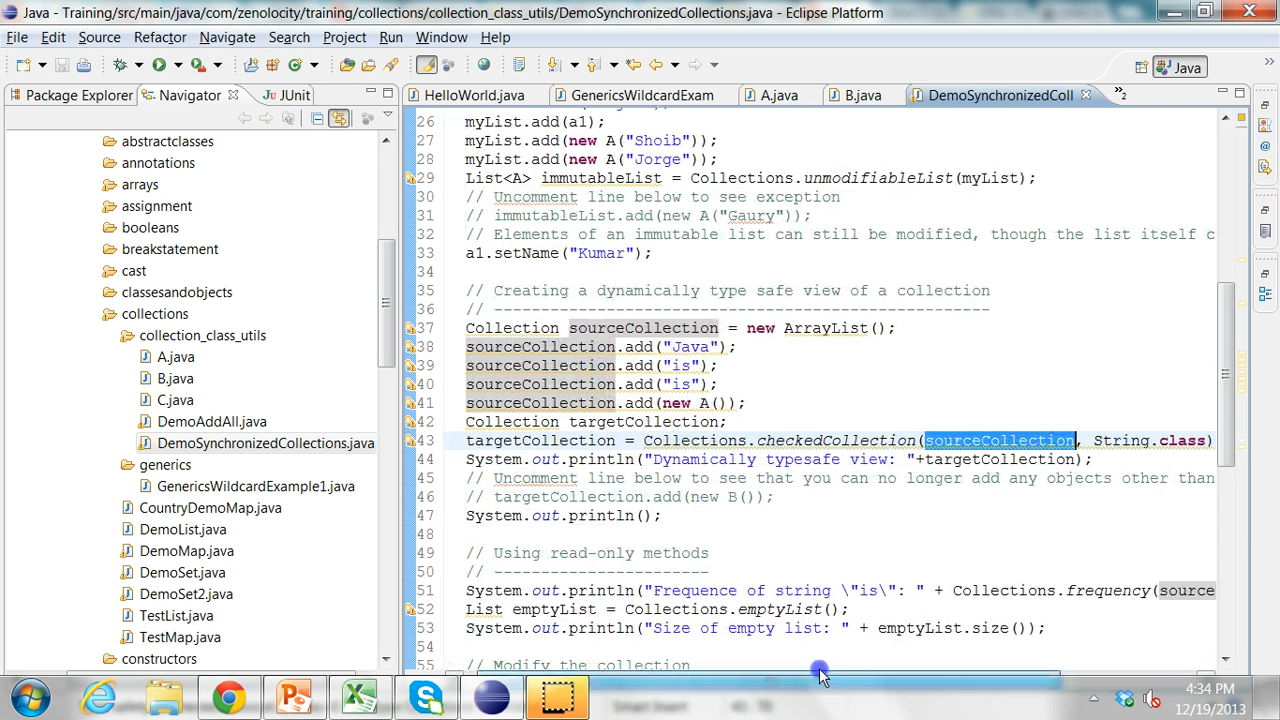 Java - Training/src/main/java/com/zenolocity/training/collections/collection_class_utils/DemoSynchronizedCollections.java - Eclipse Platform
File Edit Source Refactor Navigate Search Project Run Window Help
Java
Package Explorer Navigator JUnit
HelloWorld.java GenericsWildcardExam A.java B.java DemoSynchronizedColl »2
abstractclasses
annotations
arrays
assignment
booleans
breakstatement
cast
classesandobjects
collections
collection_class_utils
A.java
B.java
C.java
DemoAddAll.java
DemoSynchronizedCollections.java
generics
GenericsWildcardExample1.java
CountryDemoMap.java
DemoList.java
DemoMap.java
DemoSet.java
DemoSet2.java
TestList.java
TestMap.java
constructors
26 myList.add(a1);
27 myList.add(new A("Shoib"));
28 myList.add(new A("Jorge"));
29 List<A> immutableList = Collections.unmodifiableList(myList);
30 // Uncomment line below to see exception
31 // immutableList.add(new A("Gaury"));
32 // Elements of an immutable list can still be modified, though the list itself c
33 a1.setName("Kumar");
34
35 // Creating a dynamically type safe view of a collection
36 // ----------------------------------------------------
37 Collection sourceCollection = new ArrayList();
38 sourceCollection.add("Java");
39 sourceCollection.add("is");
40 sourceCollection.add("is");
41 sourceCollection.add(new A());
42 Collection targetCollection;
43 targetCollection = Collections.checkedCollection(sourceCollection, String.class)
44 System.out.println("Dynamically typesafe view: "+targetCollection);
45 // Uncomment line below to see that you can no longer add any objects other than
46 // targetCollection.add(new B());
47 System.out.println();
48
49 // Using read-only methods
50 // -----------------------
51 System.out.println("Frequence of string \"is\": " + Collections.frequency(source
52 List emptyList = Collections.emptyList();
53 System.out.println("Size of empty list: " + emptyList.size());
54
55 // Modify the collection
4:34 PM
12/19/2013